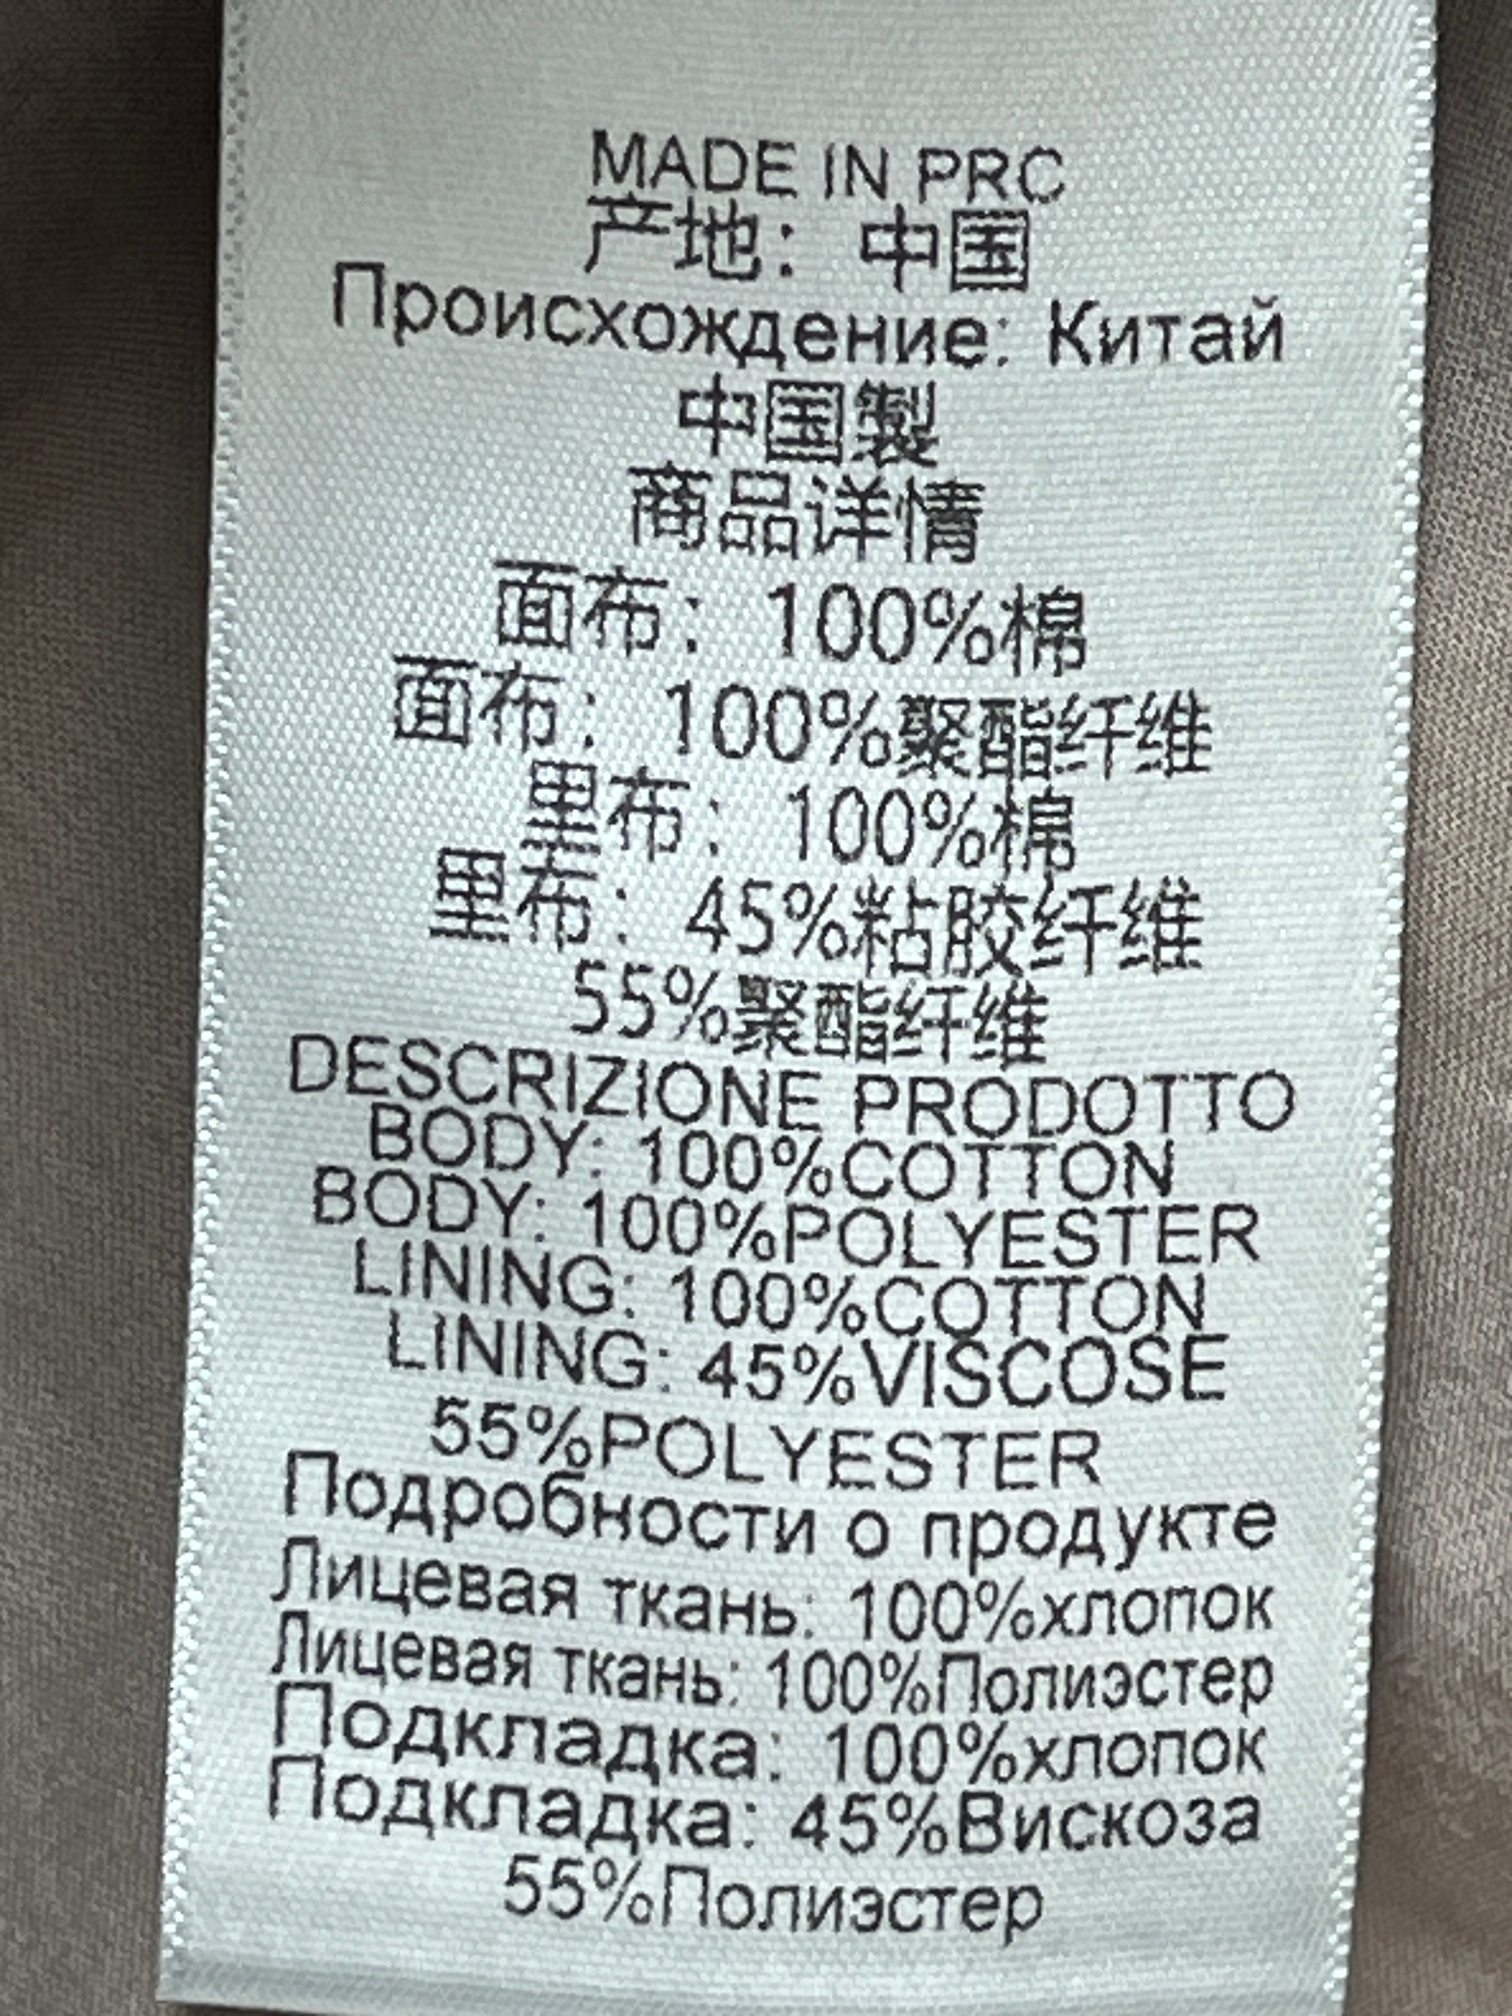 MADE IN PRC
产地：中国
Происхождение: Китай
中国製
商品详情
面布：100%棉
面布：100%聚酯纤维
里布：100%棉
里布：45%粘胶纤维
55%聚酯纤维
DESCRIZIONE PRODOTTO
BODY: 100%COTTON
BODY: 100%POLYESTER
LINING: 100%COTTON
LINING: 45%VISCOSE
55%POLYESTER
Подробности о продукте
Лицевая ткань: 100%хлопок
Лицевая ткань: 100%Полиэстер
Подкладка: 100%хлопок
Подкладка: 45%Вискоза
55%Полиэстер